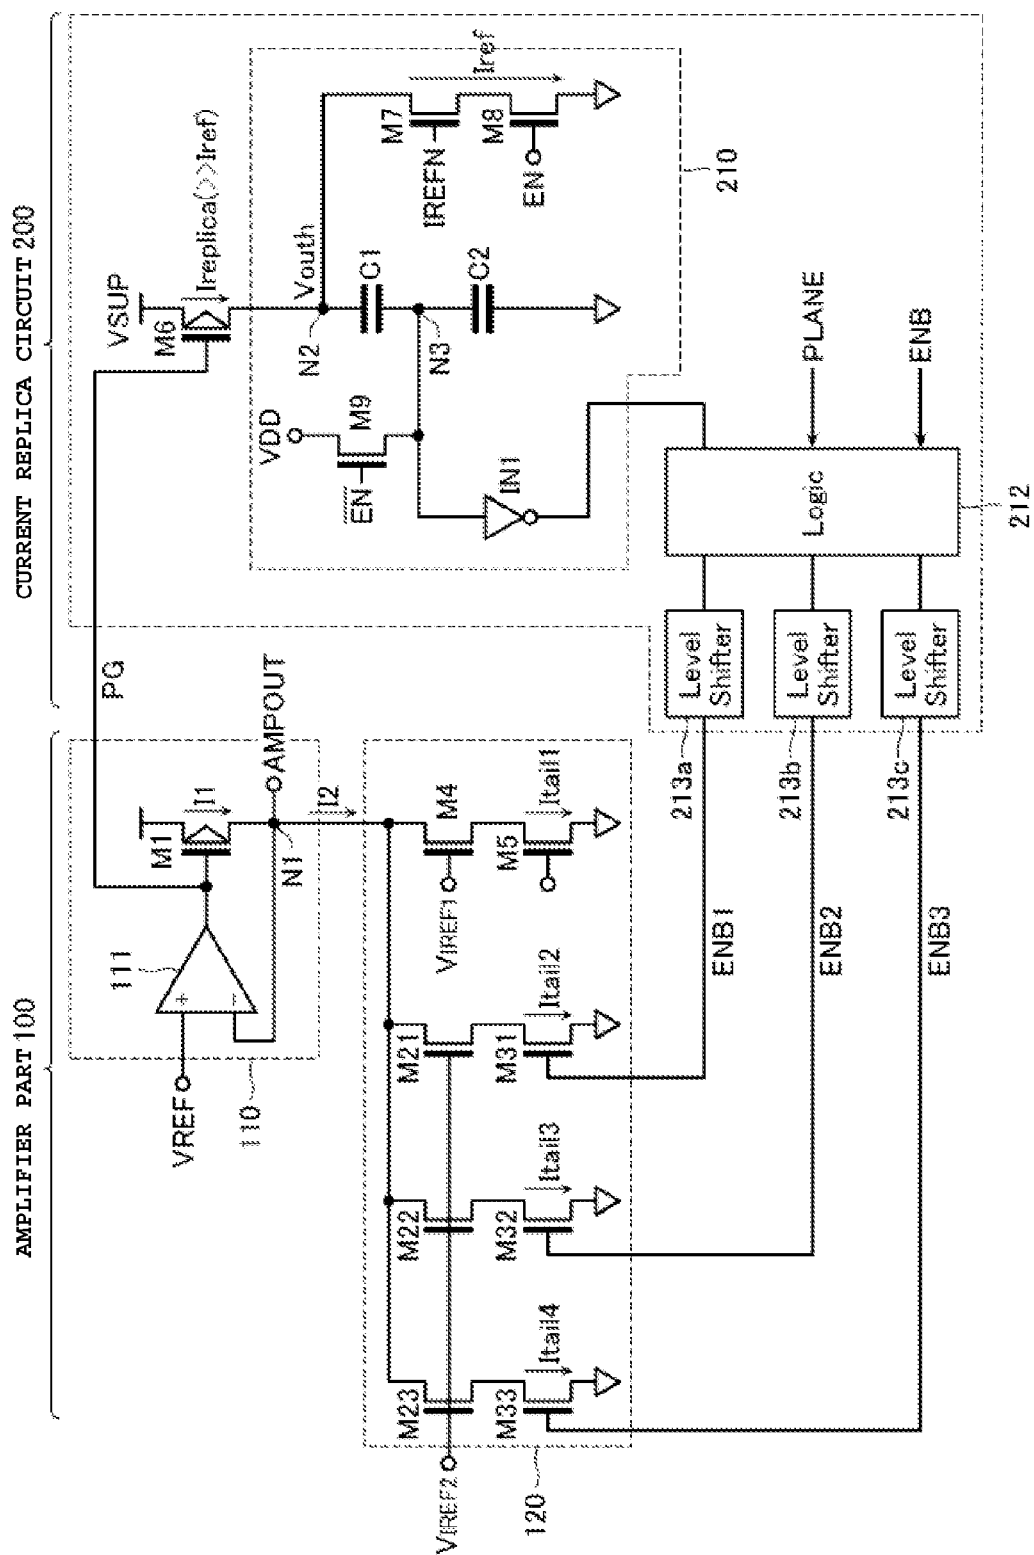 AMPLIFIER PART 100
CURRENT REPLICA CIRCUIT 200
VREF
111
+
−
110
M1
I1
N1
AMPOUT
I2
PG
VSUP
M6
Ireplica(>>Iref)
Vouth
N2
C1
N3
C2
VDD
M9
EN
IN1
M7
IREFN
Iref
M8
EN
210
VIREF2
M23
M33
Itail4
M22
M32
Itail3
M21
M31
Itail2
VIREF1
M4
M5
Itail1
120
ENB1
ENB2
ENB3
213a
Level
Shifter
213b
Level
Shifter
213c
Level
Shifter
Logic
212
PLANE
ENB